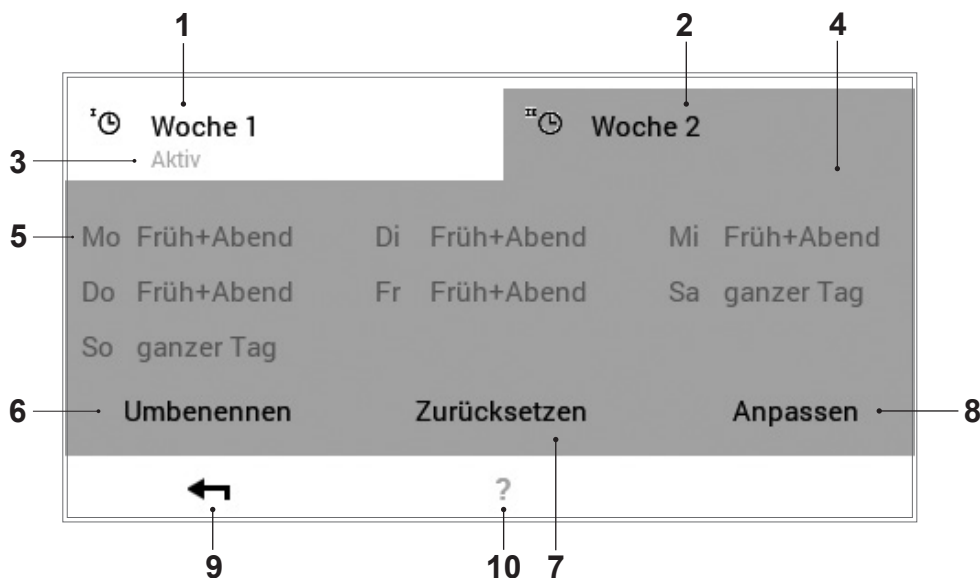 1 2 4
I Woche 1 II Woche 2
3 Aktiv
5 Mo Früh+Abend Di Früh+Abend Mi Früh+Abend
Do Früh+Abend Fr Früh+Abend Sa ganzer Tag
So ganzer Tag
6 Umbenennen Zurücksetzen Anpassen 8
?
9 10 7